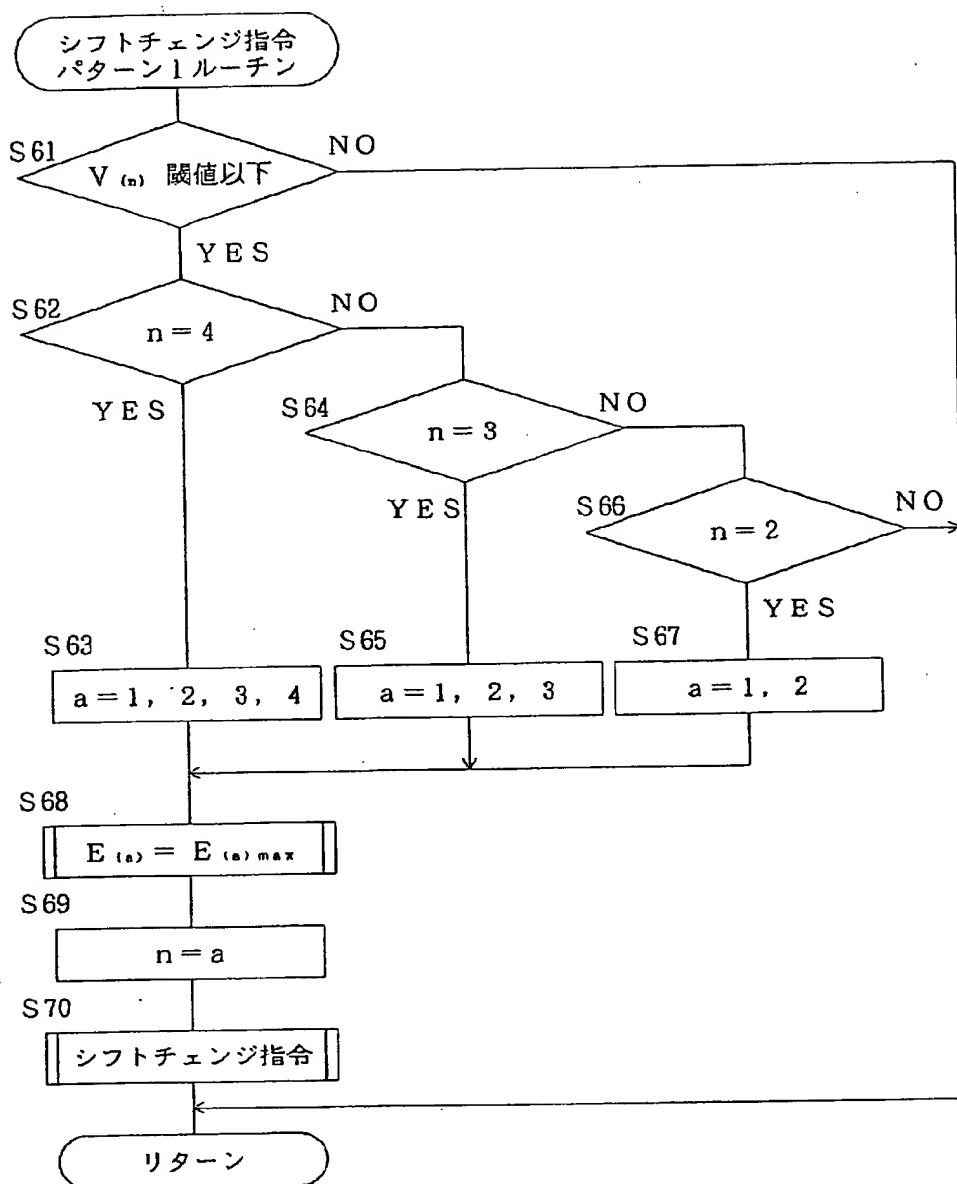 シフトチェンジ指令
パターン1ルーチン
S61
V(n) 閾値以下
NO
YES
S62
n=4
NO
YES
S64
n=3
NO
YES
S66
n=2
NO
YES
S63
a=1, 2, 3, 4
S65
a=1, 2, 3
S67
a=1, 2
S68
E(a) = E(a)max
S69
n=a
S70
シフトチェンジ指令
リターン